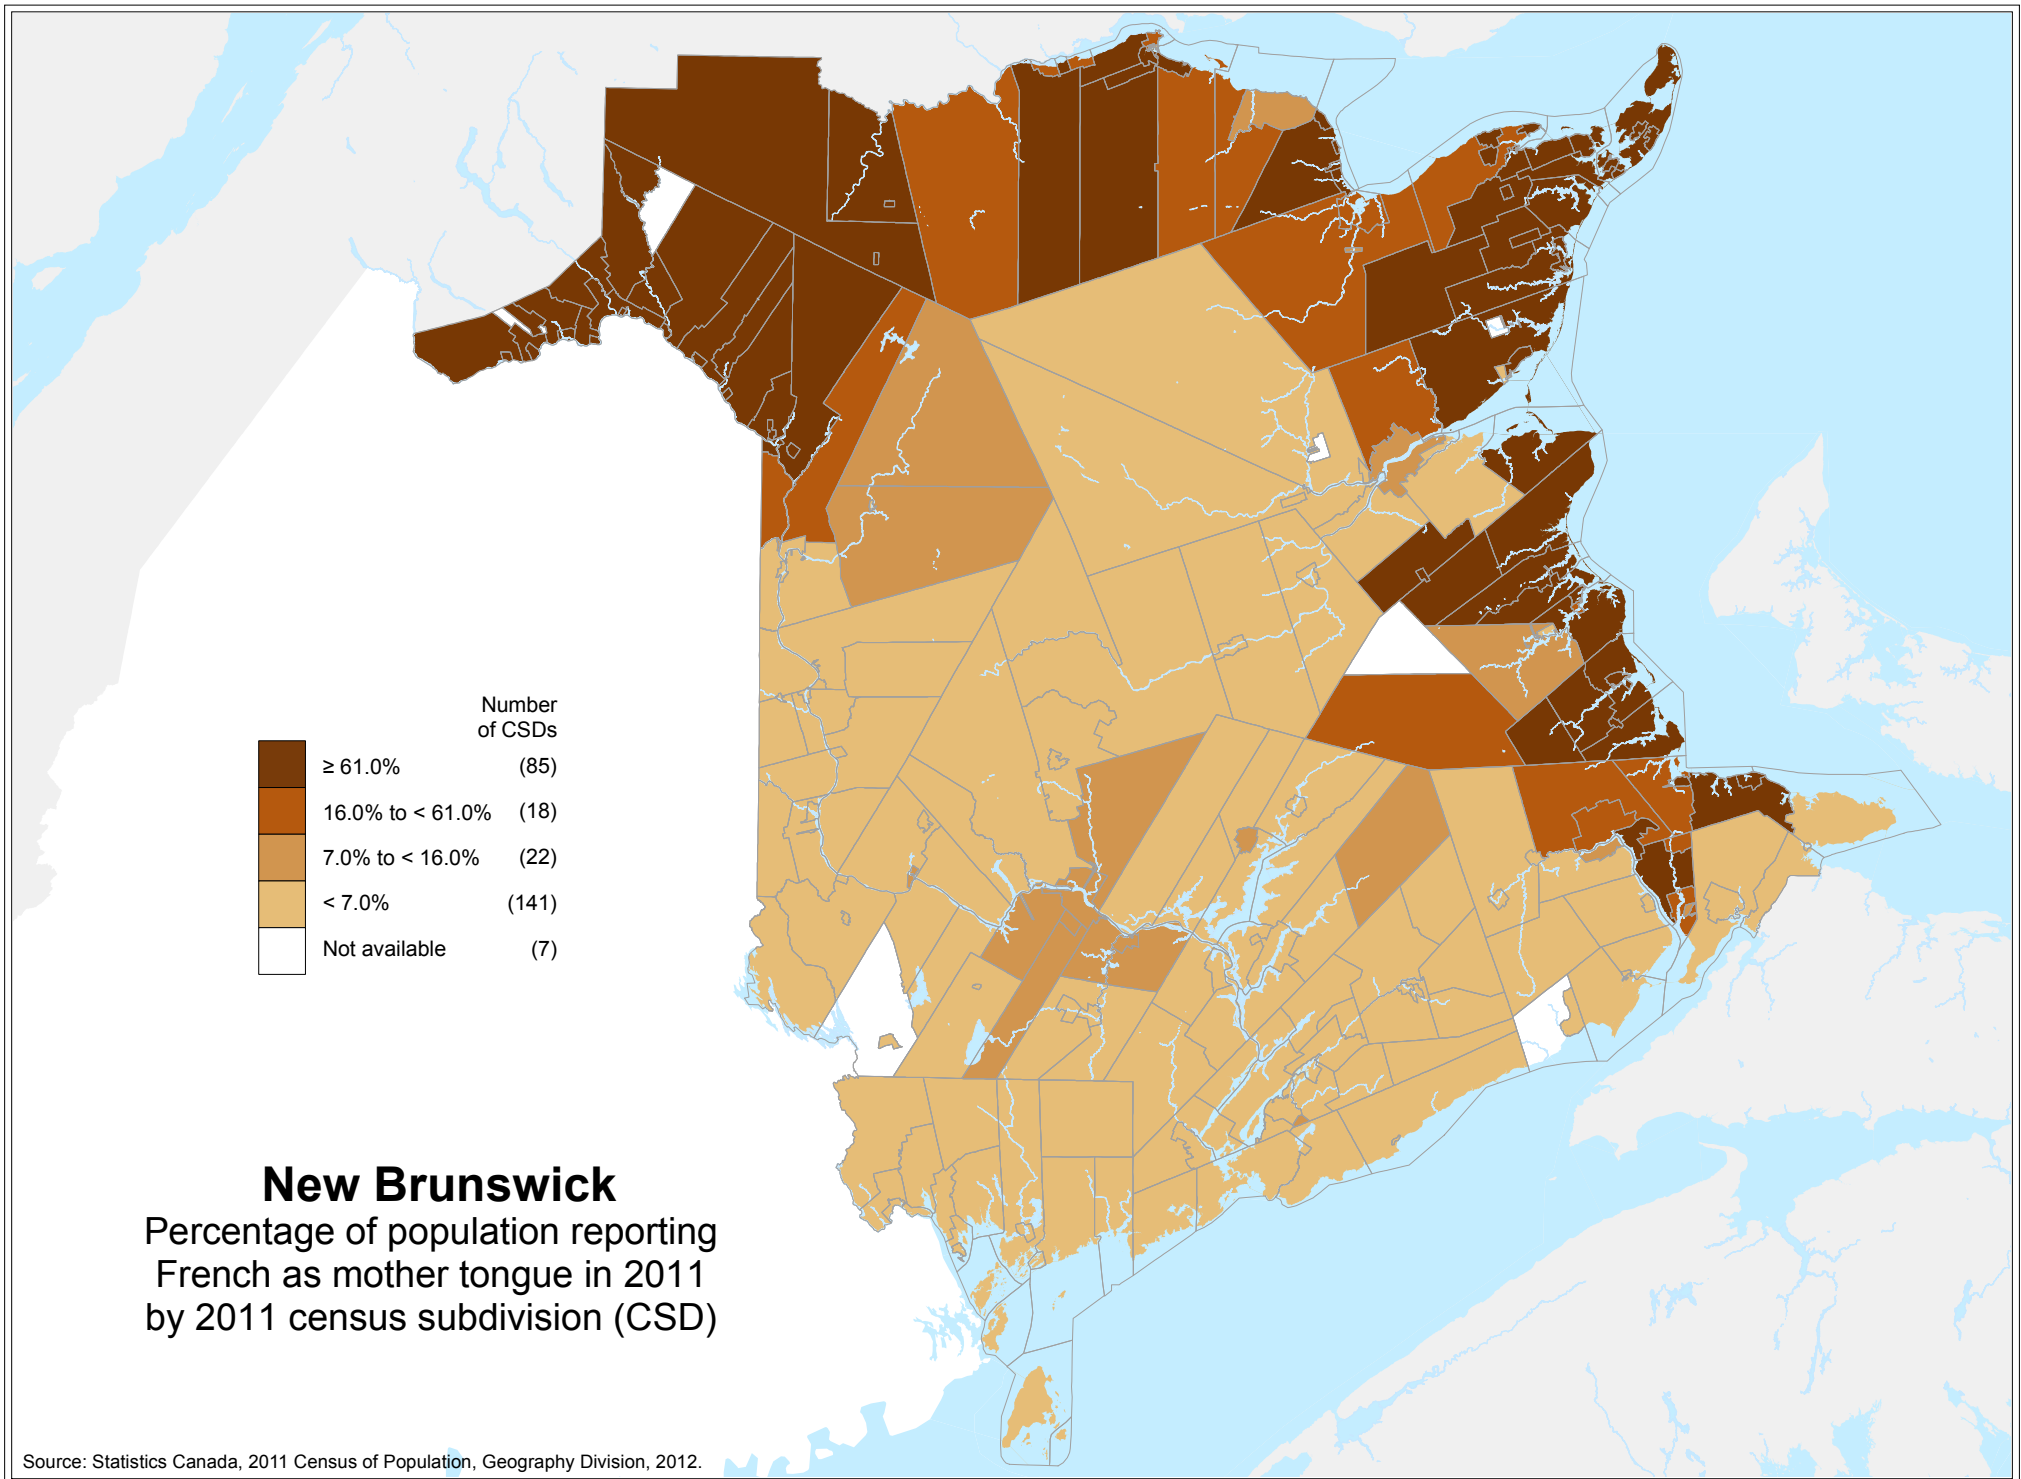 Number
of CSDs
≥ 61.0% (85)
16.0% to < 61.0% (18)
7.0% to < 16.0% (22)
< 7.0% (141)
Not available (7)
New Brunswick
Percentage of population reporting
French as mother tongue in 2011
by 2011 census subdivision (CSD)
Source: Statistics Canada, 2011 Census of Population, Geography Division, 2012.